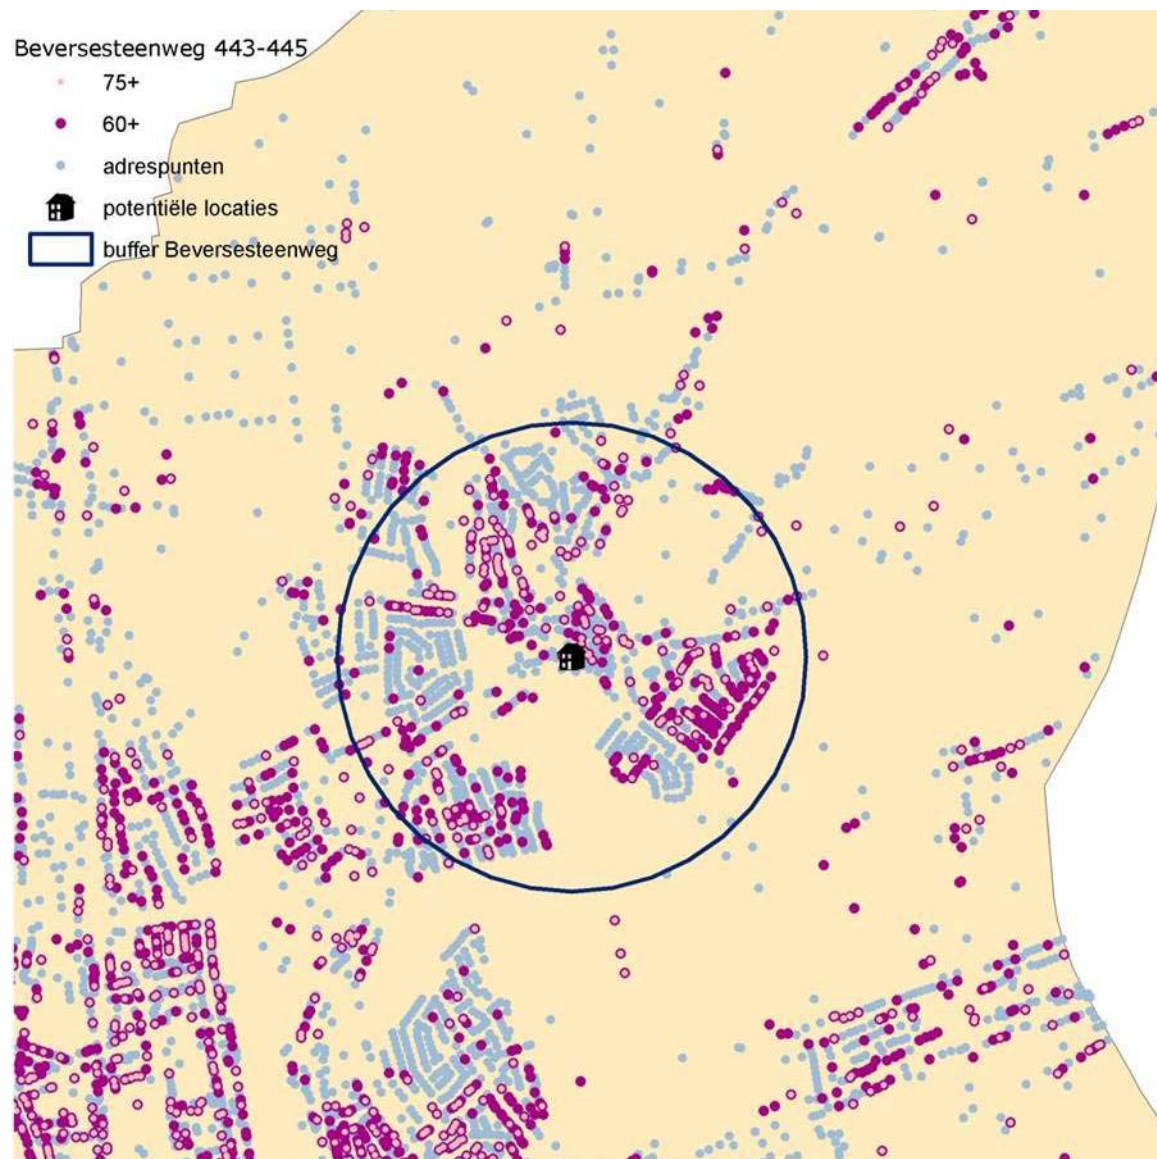 Beversesteenweg 443-445
75+
60+
adrespunten
potentiële locaties
buffer Beversesteenweg